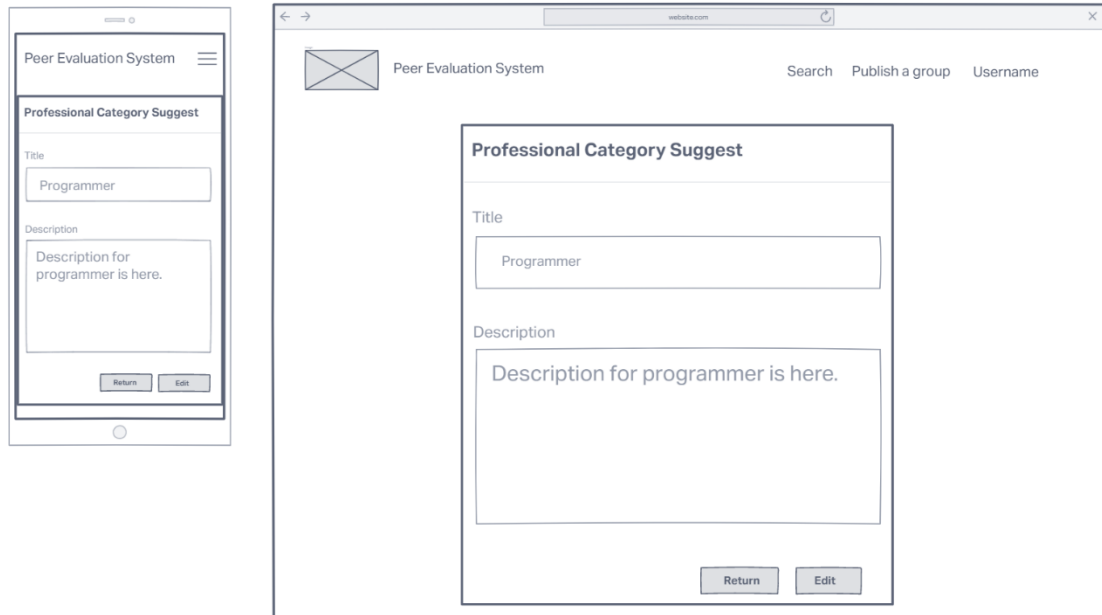 Peer Evaluation System
Professional Category Suggest
Title
Programmer
Description
Description for
programmer is here.
Return Edit
website.com
Peer Evaluation System
Search Publish a group Username
Professional Category Suggest
Title
Programmer
Description
Description for programmer is here.
Return Edit